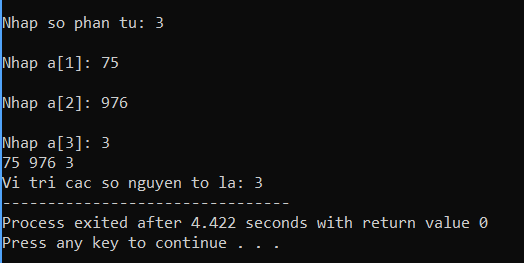 Nhap so phan tu: 3
Nhap a[1]: 75
Nhap a[2]: 976
Nhap a[3]: 3
75 976 3
Vi tri cac so nguyen to la: 3
--------------------------------
Process exited after 4.422 seconds with return value 0
Press any key to continue . . .